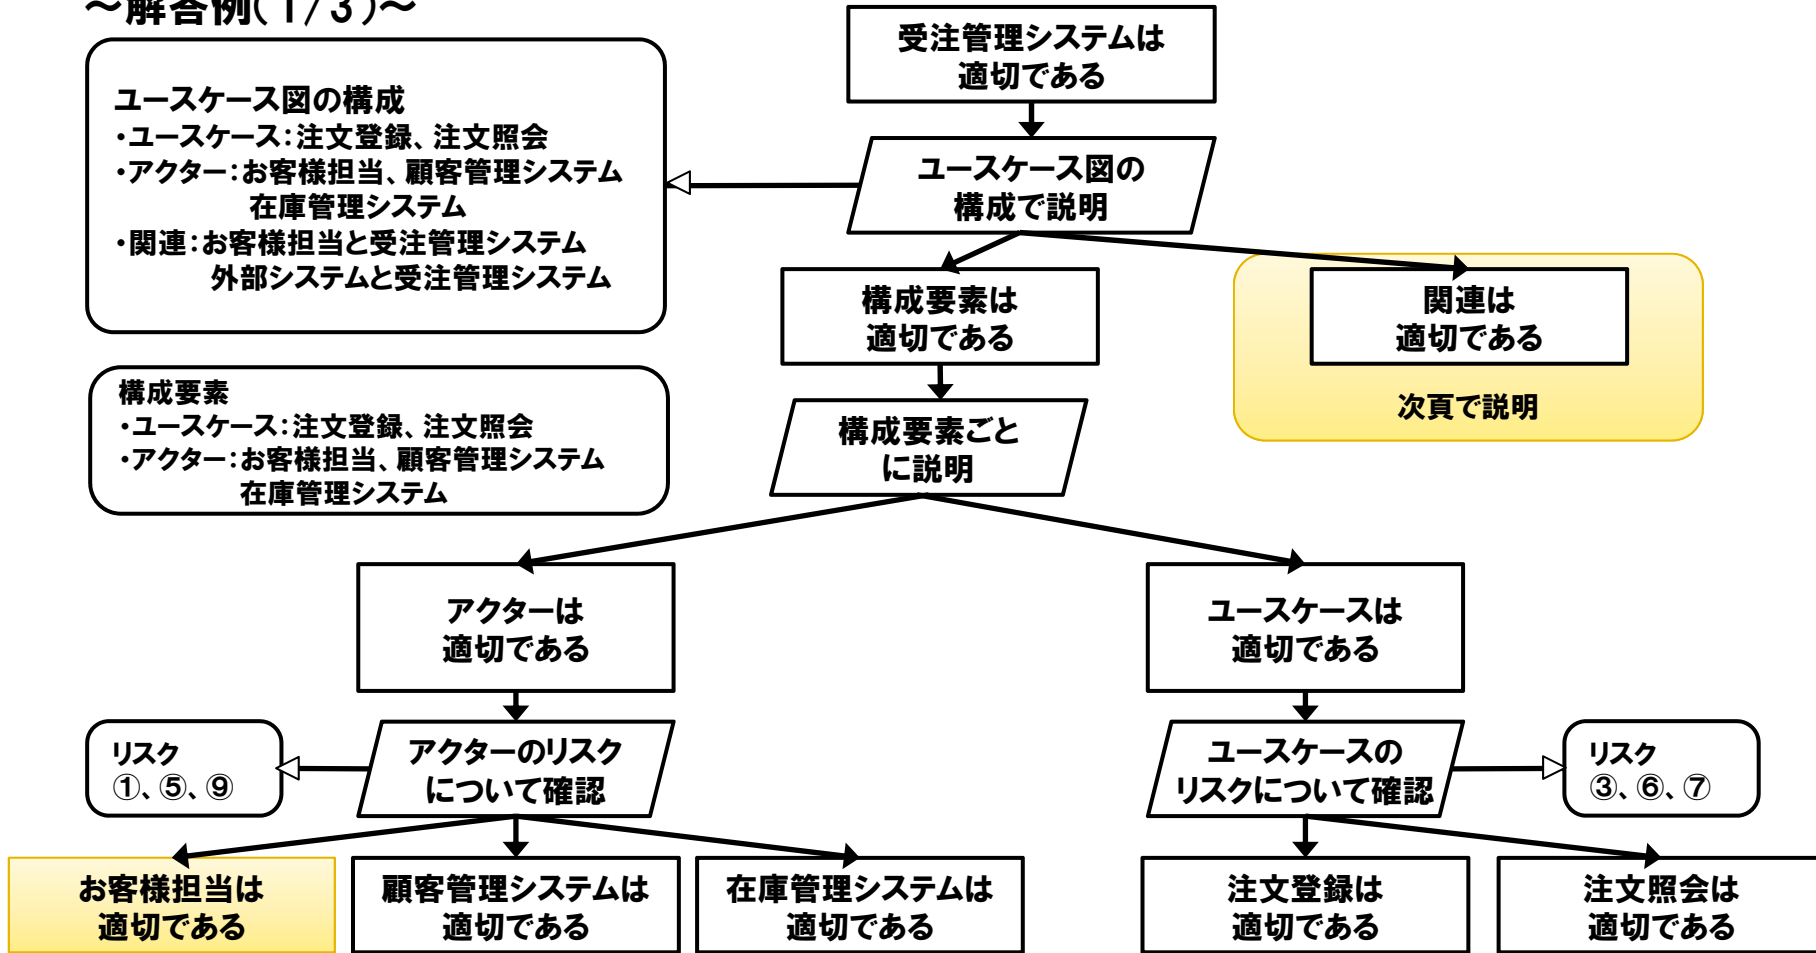 ～解答例(1/3)～
受注管理システムは
適切である
ユースケース図の構成
・ユースケース：注文登録、注文照会
・アクター：お客様担当、顧客管理システム
在庫管理システム
・関連：お客様担当と受注管理システム
外部システムと受注管理システム
ユースケース図の
構成で説明
構成要素は
適切である
関連は
適切である
次頁で説明
構成要素
・ユースケース：注文登録、注文照会
・アクター：お客様担当、顧客管理システム
在庫管理システム
構成要素ごと
に説明
アクターは
適切である
ユースケースは
適切である
リスク
①、⑤、⑨
アクターのリスク
について確認
ユースケースの
リスクについて確認
リスク
③、⑥、⑦
お客様担当は
適切である
顧客管理システムは
適切である
在庫管理システムは
適切である
注文登録は
適切である
注文照会は
適切である